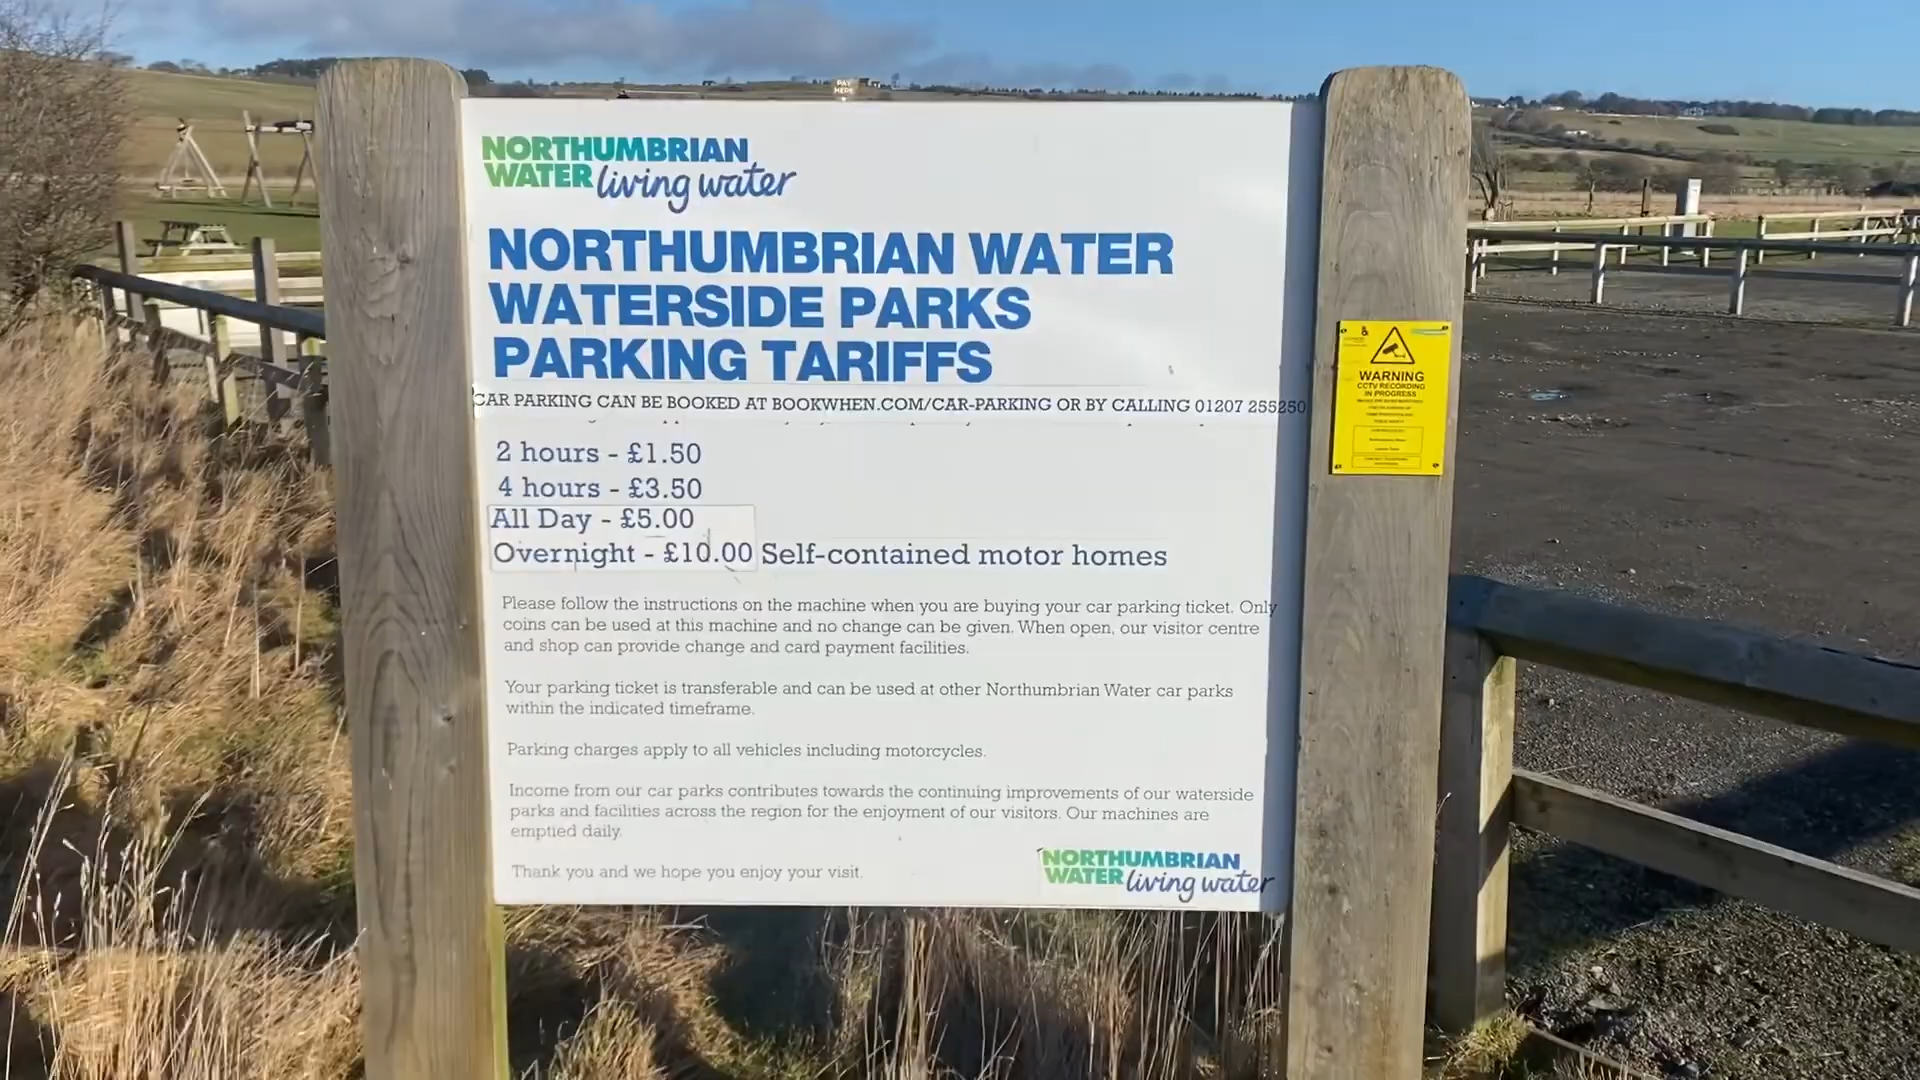 PAY
HERE
NORTHUMBRIAN
WATER living water
NORTHUMBRIAN WATER
WATERSIDE PARKS
PARKING TARIFFS
CAR PARKING CAN BE BOOKED AT BOOKWHEN.COM/CAR-PARKING OR BY CALLING 01207 255250
2 hours - £1.50
4 hours - £3.50
All Day - £5.00
Overnight - £10.00 Self-contained motor homes
Please follow the instructions on the machine when you are buying your car parking ticket. Only
coins can be used at this machine and no change can be given. When open, our visitor centre
and shop can provide change and card payment facilities.
Your parking ticket is transferable and can be used at other Northumbrian Water car parks
within the indicated timeframe.
Parking charges apply to all vehicles including motorcycles.
Income from our car parks contributes towards the continuing improvements of our waterside
parks and facilities across the region for the enjoyment of our visitors. Our machines are
emptied daily.
Thank you and we hope you enjoy your visit.
NORTHUMBRIAN
WATER living water
WARNING
CCTV RECORDING
IN PROGRESS